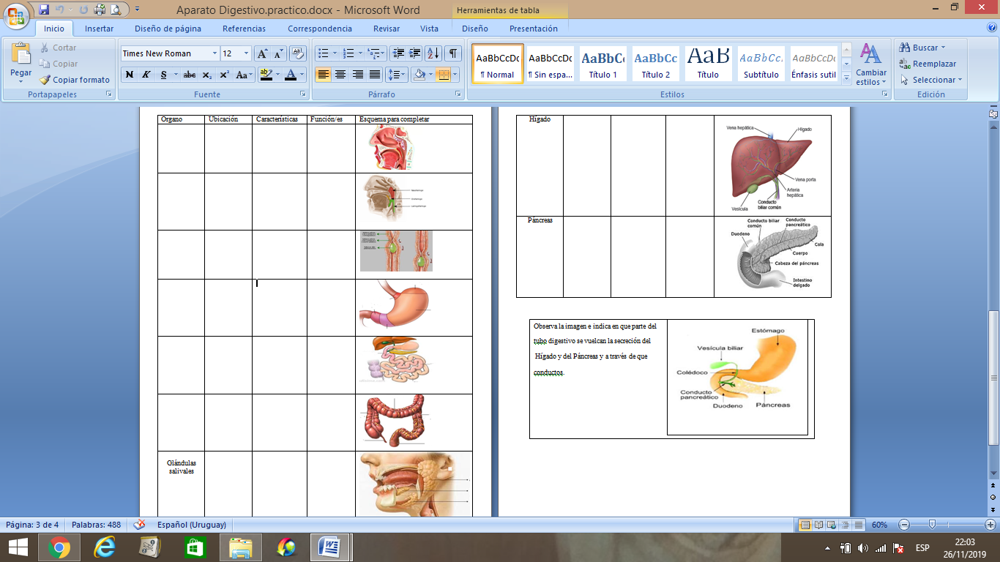 Aparato Digestivo.practico.docx - Microsoft Word
Herramientas de tabla
Inicio
Insertar
Diseño de página
Referencias
Correspondencia
Revisar
Vista
Diseño
Presentación
Pegar
Cortar
Copiar
Copiar formato
Portapapeles
Times New Roman
12
Fuente
Párrafo
AaBbCcDc
¶ Normal
AaBbCcDc
¶ Sin espa...
AaBbCc
Título 1
AaBbCc
Título 2
AaB
Título
AaBbCc.
Subtítulo
AaBbCcDc
Énfasis sutil
Cambiar estilos
Estilos
Buscar
Reemplazar
Seleccionar
Edición
Organo Ubicación Características Función/es Esquema para completar
Glándulas
salivales
Hígado
Vena hepática
Hígado
Vena porta
Arteria
hepática
Vesícula
Conducto
biliar común
Páncreas
Conducto biliar
común
Conducto
pancreático
Duodeno
Cola
Cuerpo
Cabeza del páncreas
Intestino
delgado
Observa la imagen e indica en que parte del
tubo digestivo se vuelcan la secreción del
Hígado y del Páncreas y a través de que
conductos.
Estómago
Vesícula biliar
Colédoco
Conducto
pancreático
Duodeno
Páncreas
Página: 3 de 4
Palabras: 488
Español (Uruguay)
60%
ESP
22:03
26/11/2019